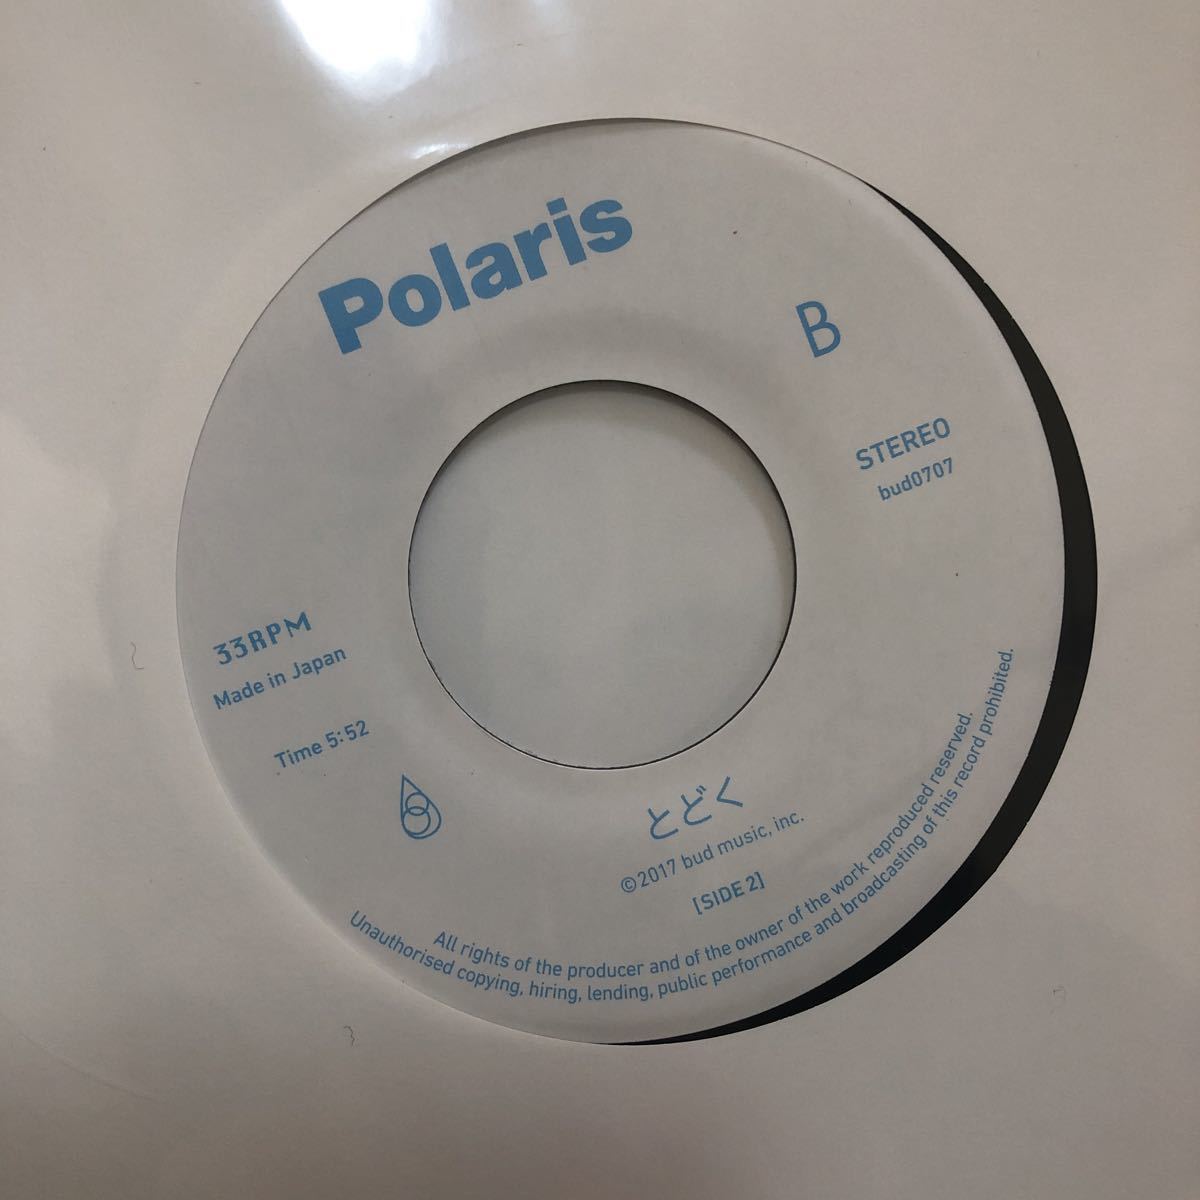 Polaris
B
STEREO
bud0707
33RPM
Made in Japan
Time 5:52
とどく
©2017 bud music, inc.
[SIDE 2]
All rights of the producer and of the owner of the work reproduced reserved.
Unauthorised copying, hiring, lending, public performance and broadcasting of this record prohibited.